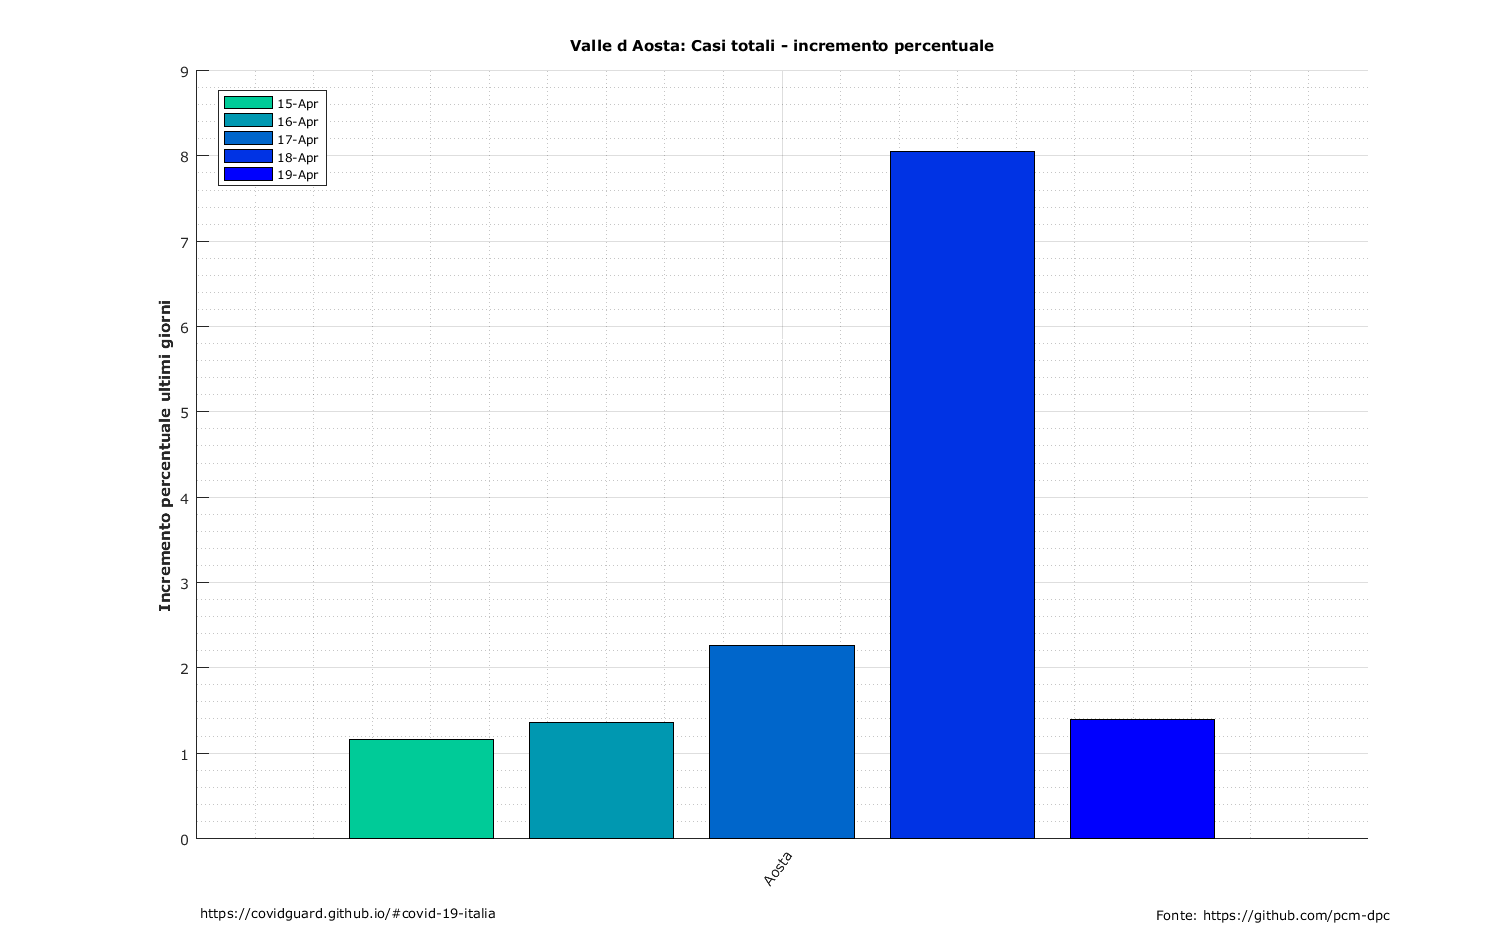 Valle d Aosta: Casi totali - incremento percentuale
9
8
7
6
5
4
3
2
1
0
Incremento percentuale ultimi giorni
15-Apr
16-Apr
17-Apr
18-Apr
19-Apr
Aosta
https://covidguard.github.io/#covid-19-italia
Fonte: https://github.com/pcm-dpc